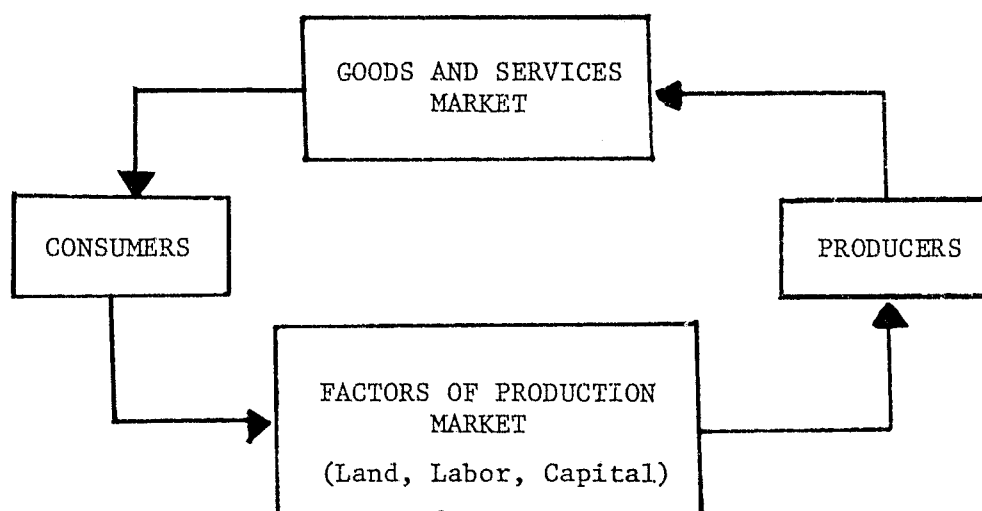 GOODS AND SERVICES
MARKET
CONSUMERS
PRODUCERS
FACTORS OF PRODUCTION
MARKET
(Land, Labor, Capital)